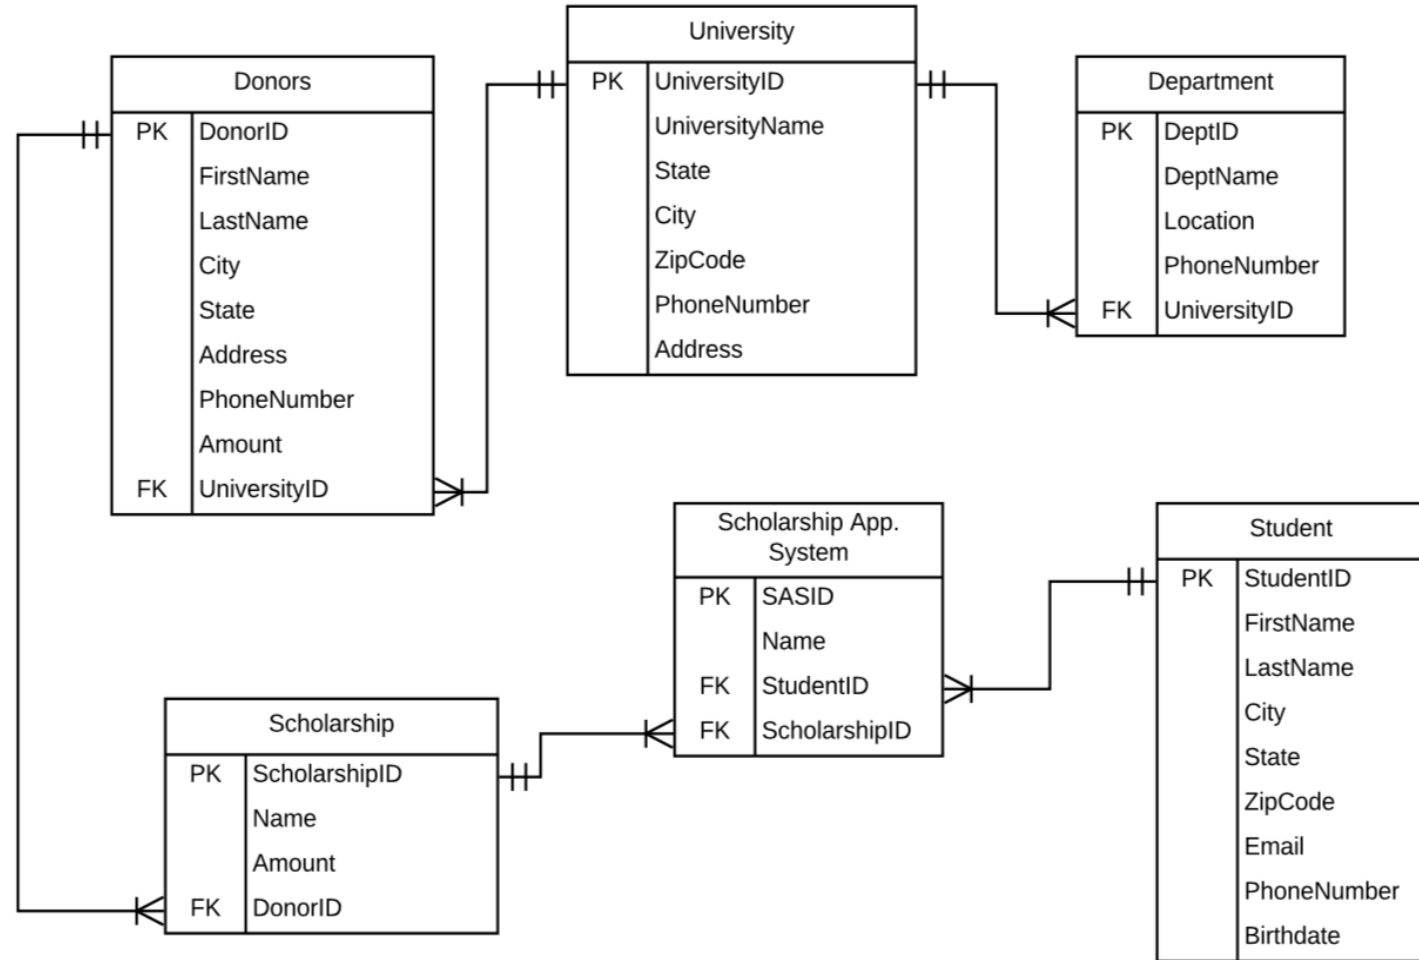 University
PK UniversityID
UniversityName
State
City
ZipCode
PhoneNumber
Address
Donors
PK DonorID
FirstName
LastName
City
State
Address
PhoneNumber
Amount
FK UniversityID
Department
PK DeptID
DeptName
Location
PhoneNumber
FK UniversityID
Scholarship App.
System
PK SASID
Name
FK StudentID
FK ScholarshipID
Student
PK StudentID
FirstName
LastName
City
State
ZipCode
Email
PhoneNumber
Birthdate
Scholarship
PK ScholarshipID
Name
Amount
FK DonorID